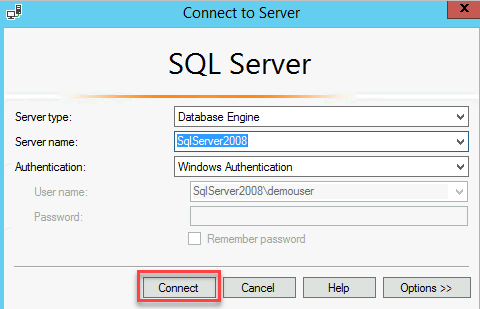 Connect to Server
X
SQL Server
Server type: Database Engine
Server name: SqlServer2008
Authentication: Windows Authentication
User name: SqlServer2008\demouser
Password:
Remember password
Connect Cancel Help Options >>